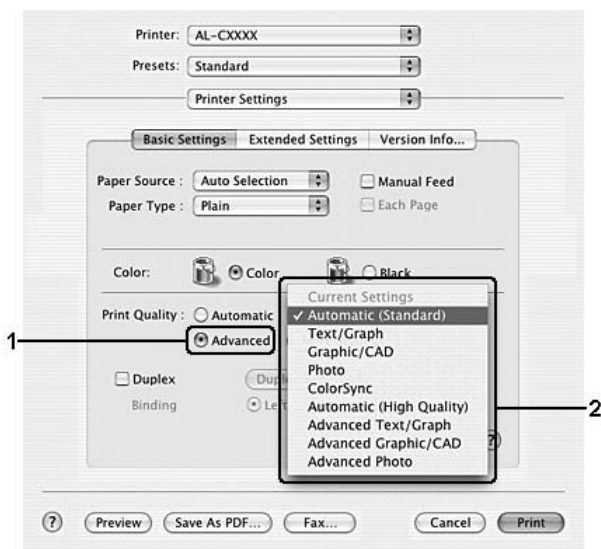 Printer: AL-CXXXX
Presets: Standard
Printer Settings
Basic Settings Extended Settings Version Info...
Paper Source : Auto Selection Manual Feed
Paper Type : Plain Each Page
Color: Color Black
Current Settings
Print Quality : Automatic ✓ Automatic (Standard)
1 Advanced Text/Graph
Graphic/CAD
Photo
Duplex Dupl ColorSync
Binding Le Automatic (High Quality) 2
Advanced Text/Graph
Advanced Graphic/CAD ?
Advanced Photo
? Preview Save As PDF... Fax... Cancel Print